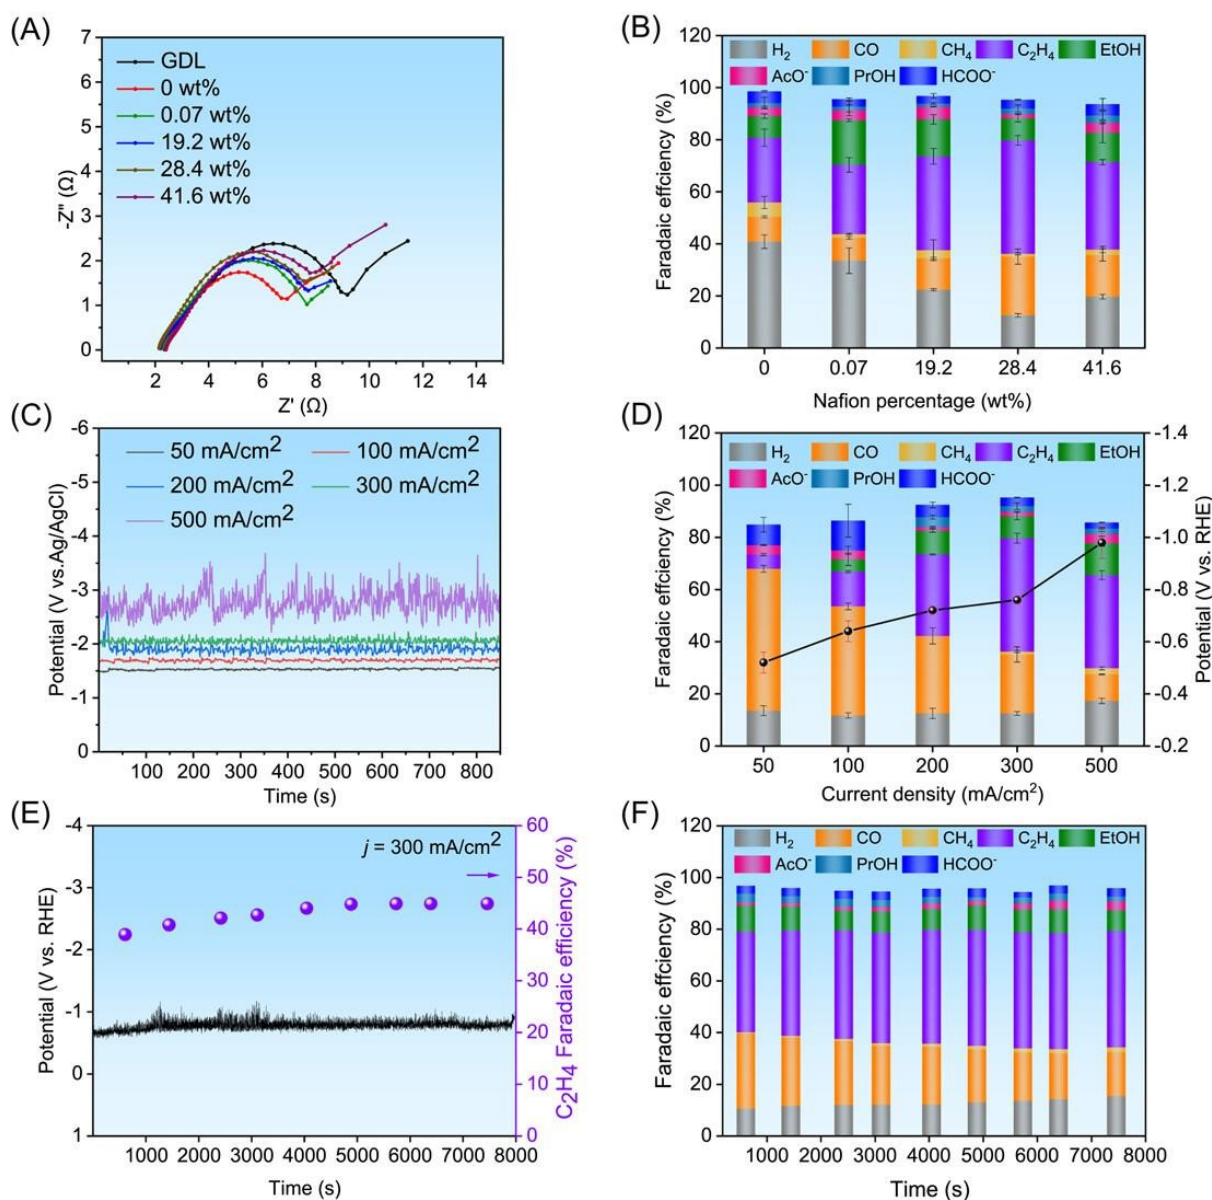 (A)
7
6
5
4
3
2
1
0
-Z" (Ω)
GDL
0 wt%
0.07 wt%
19.2 wt%
28.4 wt%
41.6 wt%
2 4 6 8 10 12 14
Z' (Ω)
(B)
120
100
80
60
40
20
0
Faradaic effciency (%)
H₂ CO CH₄ C₂H₄ EtOH
AcO⁻ PrOH HCOO⁻
0 0.07 19.2 28.4 41.6
Nafion percentage (wt%)
(C)
-6
-5
-4
-3
-2
-1
0
Potential (V vs.Ag/AgCl)
50 mA/cm² 100 mA/cm²
200 mA/cm² 300 mA/cm²
500 mA/cm²
100 200 300 400 500 600 700 800
Time (s)
(D)
120
100
80
60
40
20
0
Faradaic effciency (%)
H₂ CO CH₄ C₂H₄ EtOH
AcO⁻ PrOH HCOO⁻
-1.4
-1.2
-1.0
-0.8
-0.6
-0.4
-0.2
Potential (V vs. RHE)
50 100 200 300 500
Current density (mA/cm²)
(E)
-4
-3
-2
-1
0
1
Potential (V vs. RHE)
j = 300 mA/cm²
60
50
40
30
20
10
0
C₂H₄ Faradaic efficiency (%)
1000 2000 3000 4000 5000 6000 7000 8000
Time (s)
(F)
120
100
80
60
40
20
0
Faradaic effciency (%)
H₂ CO CH₄ C₂H₄ EtOH
AcO⁻ PrOH HCOO⁻
1000 2000 3000 4000 5000 6000 7000 8000
Time (s)